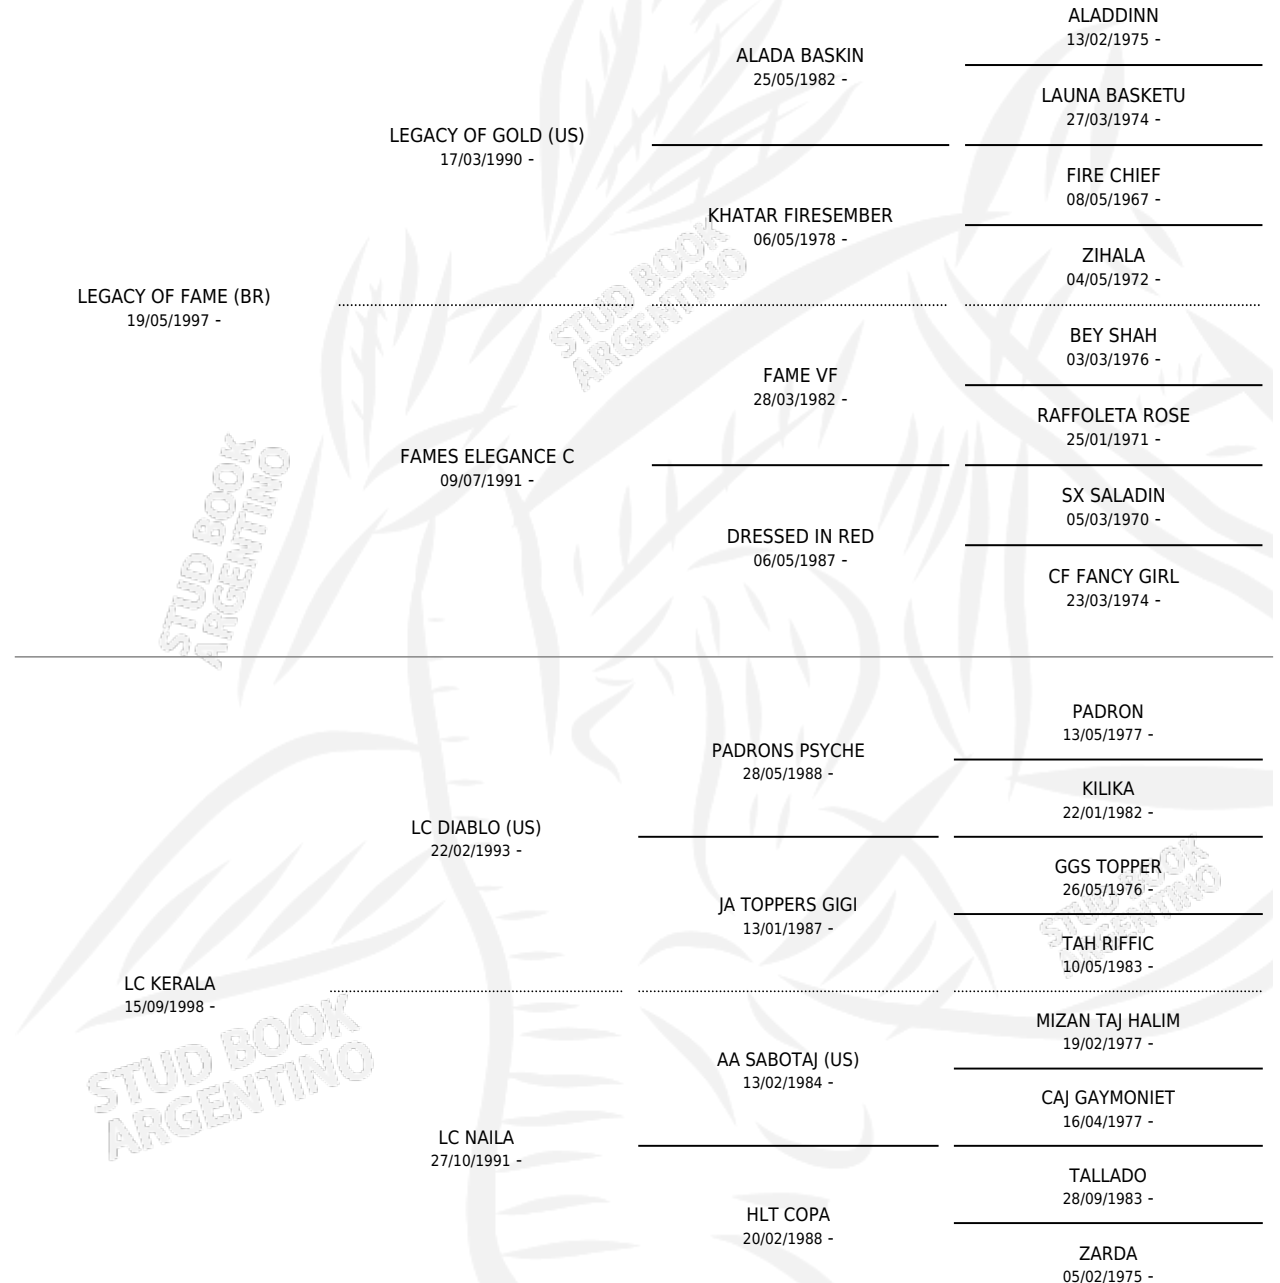 ALADDINN
13/02/1975 -
ALADA BASKIN
25/05/1982 -
LAUNA BASKETU
27/03/1974 -
LEGACY OF GOLD (US)
17/03/1990 -
FIRE CHIEF
08/05/1967 -
KHATAR FIRESEMBER
06/05/1978 -
ZIHALA
04/05/1972 -
LEGACY OF FAME (BR)
19/05/1997 -
BEY SHAH
03/03/1976 -
FAME VF
28/03/1982 -
RAFFOLETA ROSE
25/01/1971 -
FAMES ELEGANCE C
09/07/1991 -
SX SALADIN
05/03/1970 -
DRESSED IN RED
06/05/1987 -
CF FANCY GIRL
23/03/1974 -
STUD BOOK
ARGENTINO
STUD BOOK
ARGENTINO
PADRON
13/05/1977 -
PADRONS PSYCHE
28/05/1988 -
KILIKA
22/01/1982 -
LC DIABLO (US)
22/02/1993 -
GGS TOPPER
26/05/1976 -
JA TOPPERS GIGI
13/01/1987 -
TAH RIFFIC
10/05/1983 -
LC KERALA
15/09/1998 -
MIZAN TAJ HALIM
19/02/1977 -
AA SABOTAJ (US)
13/02/1984 -
CAJ GAYMONIET
16/04/1977 -
LC NAILA
27/10/1991 -
TALLADO
28/09/1983 -
HLT COPA
20/02/1988 -
ZARDA
05/02/1975 -
STUD BOOK
ARGENTINO
STUD BOOK
ARGENTINO